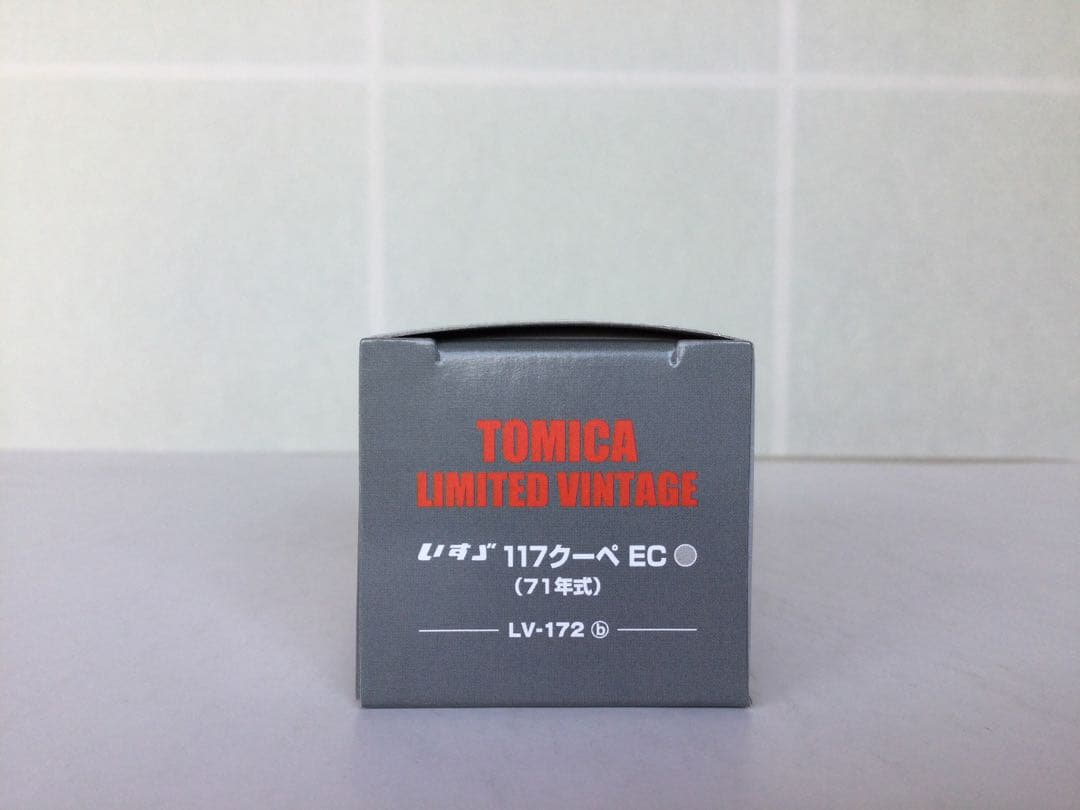 TOMICA
LIMITED VINTAGE
いすゞ 117クーペ EC
(71年式)
LV-172 ⓑ